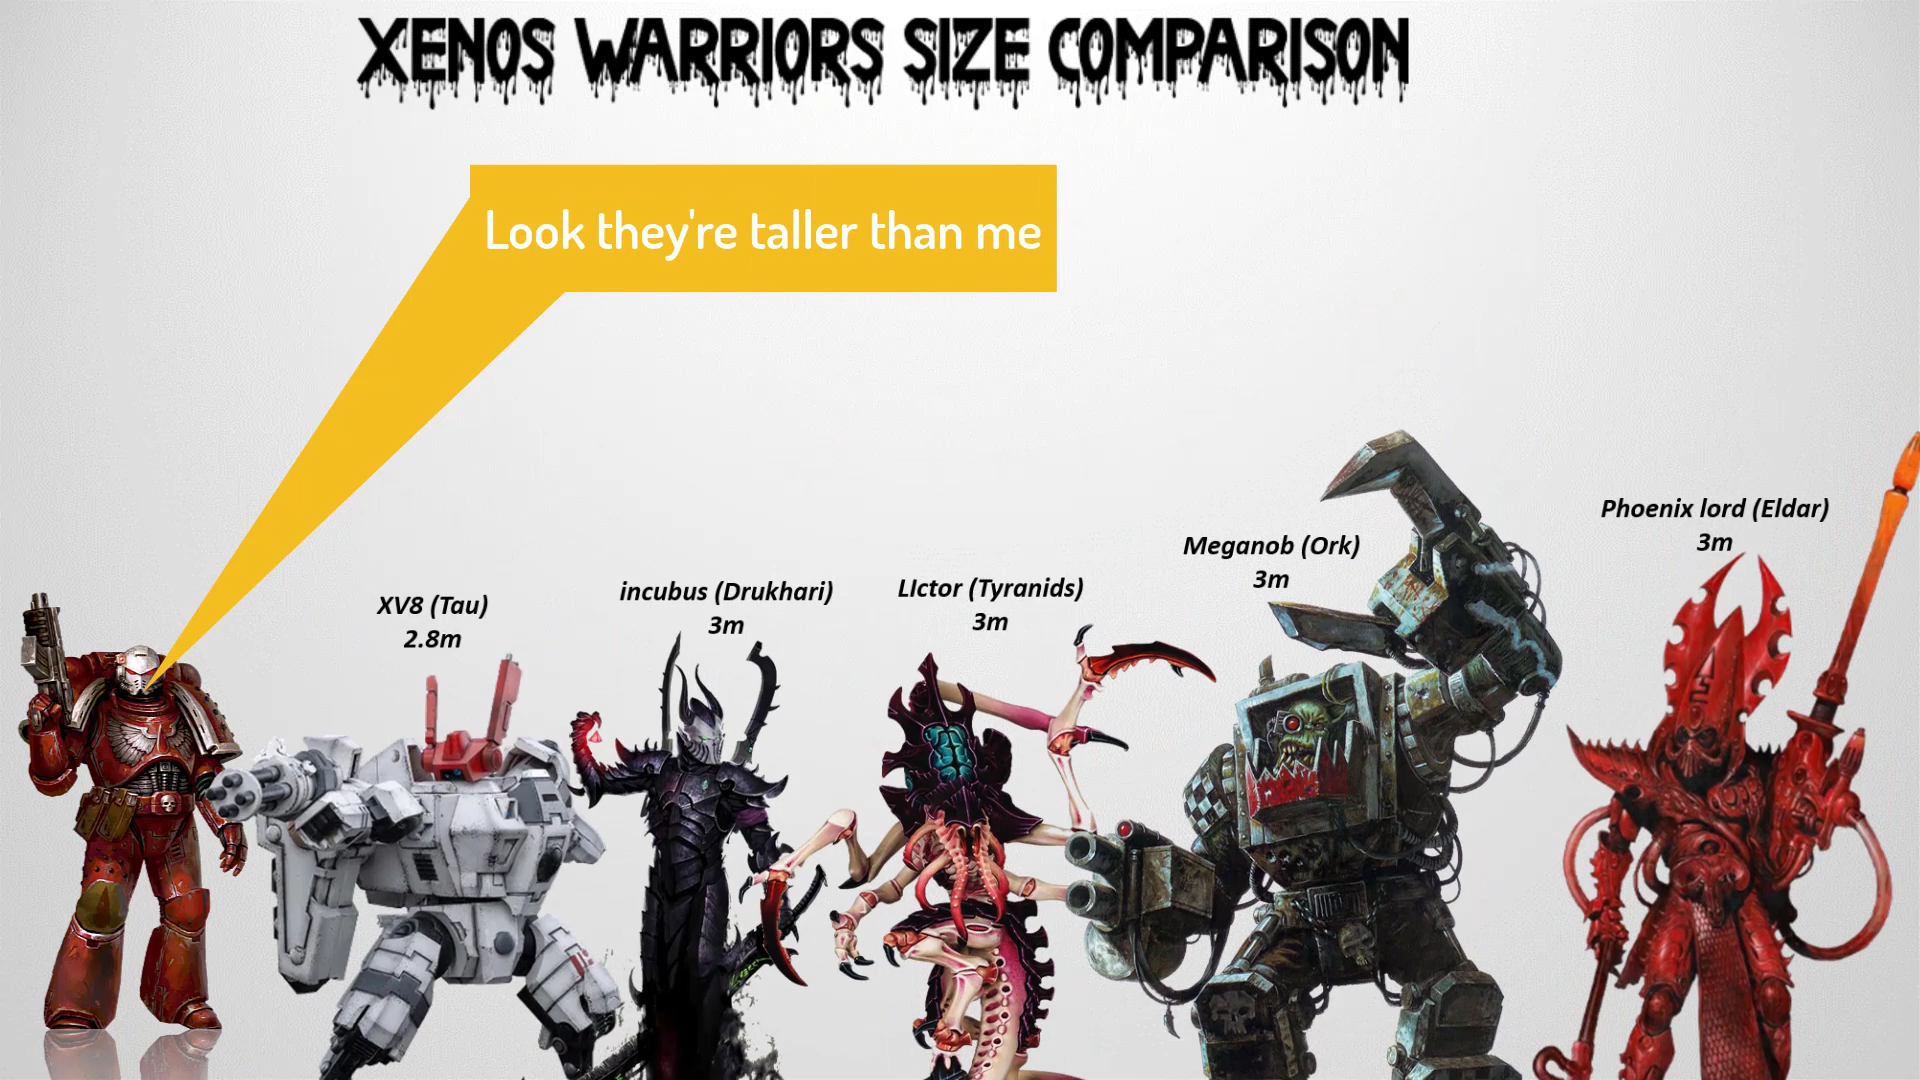 XENOS WARRIORS SIZE COMPARISON
Look they're taller than me
XV8 (Tau)
2.8m
incubus (Drukhari)
3m
LIctor (Tyranids)
3m
Meganob (Ork)
3m
Phoenix lord (Eldar)
3m